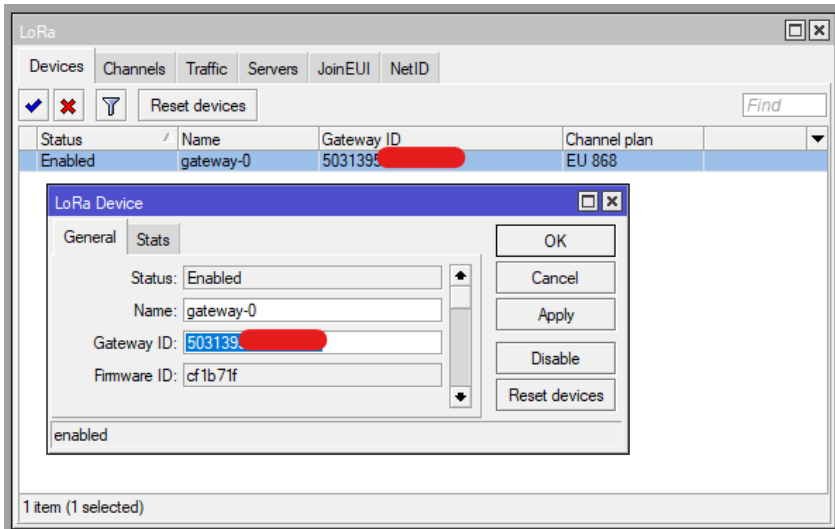 LoRa
Devices Channels Traffic Servers JoinEUI NetID
Reset devices Find
Status Name Gateway ID Channel plan
Enabled gateway-0 5031395 EU 868
LoRa Device
General Stats
OK
Status: Enabled
Cancel
Name: gateway-0
Apply
Gateway ID: 503139
Disable
Firmware ID: cf1b71f
Reset devices
enabled
1 item (1 selected)